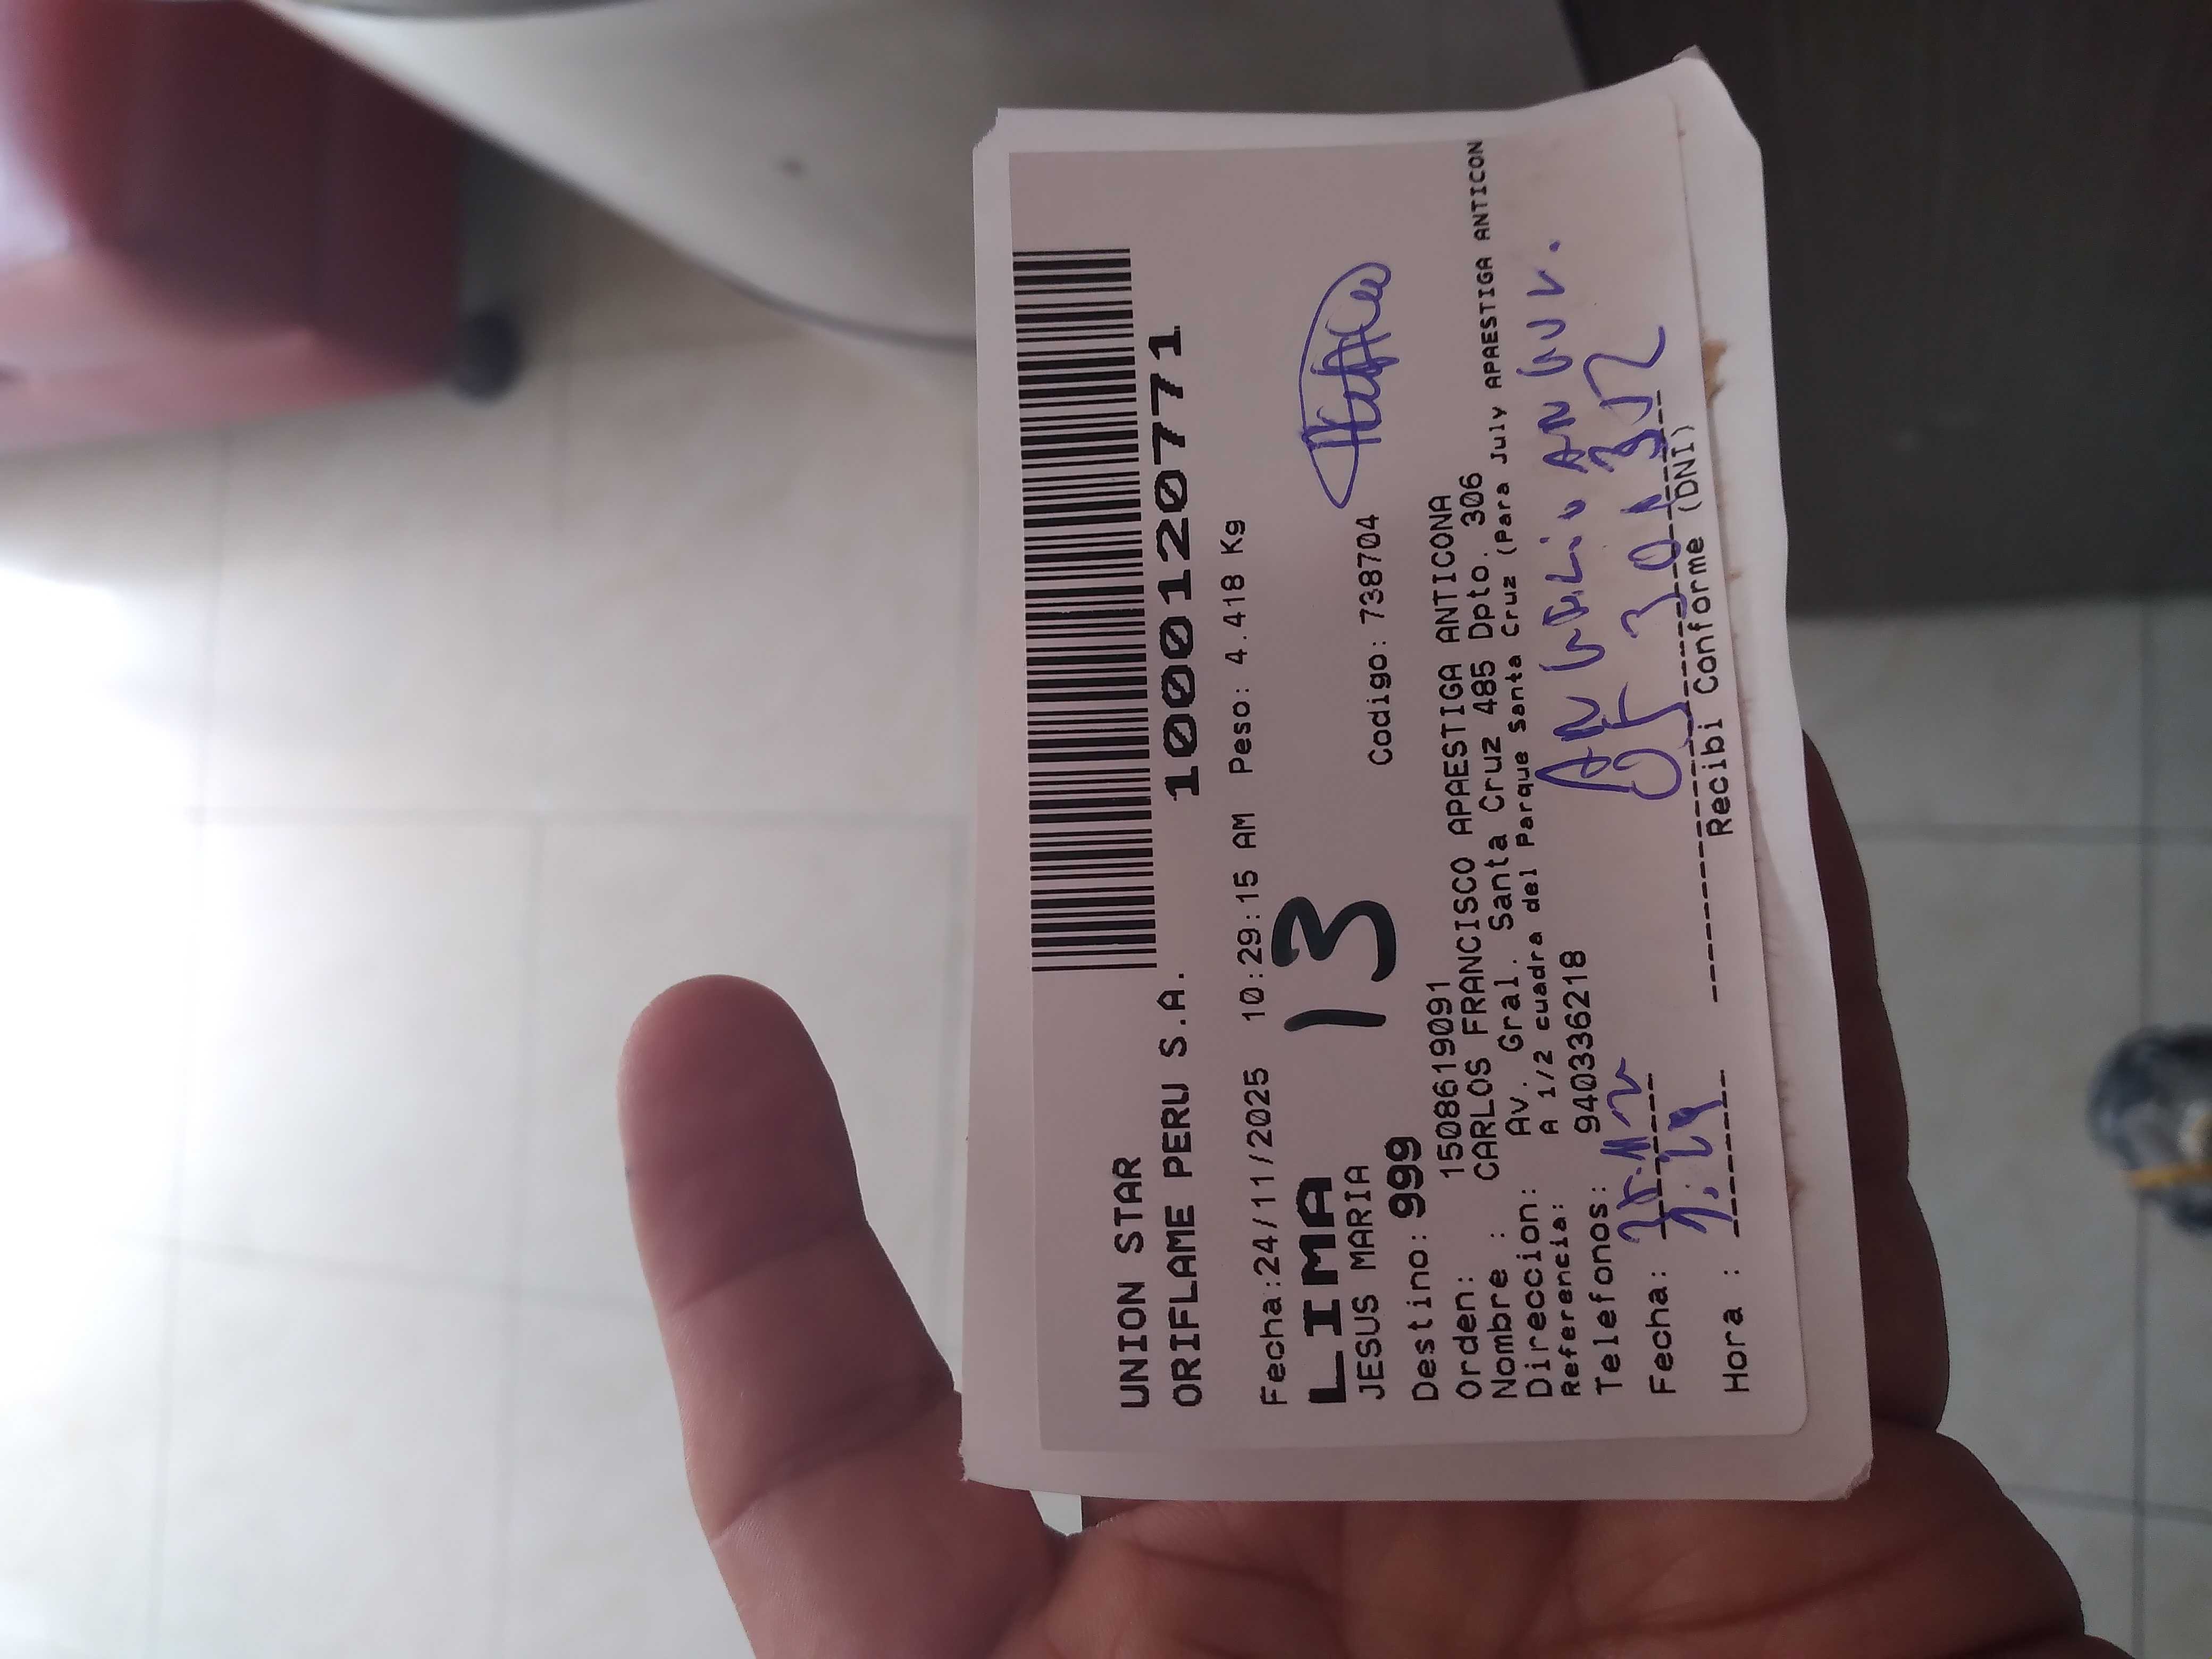 UNION STAR
ORIFLAME PERU S.A. 1000120771
Fecha:24/11/2025 10:29:15 AM Peso: 4.418 Kg
LIMA 13
JESUS MARIA Codigo: 738704
Destino: 999
Orden: 1508619091
Nombre : CARLOS FRANCISCO APAESTIGA ANTICONA
Direccion: Av. Gral. Santa Cruz 485 Dpto. 306
Referencia: A 1/2 cuadra del Parque Santa Cruz (Para July APAESTIGA ANTICON
Telefonos: 940336218
Fecha:
Hora :
Recibi Conforme (DNI)